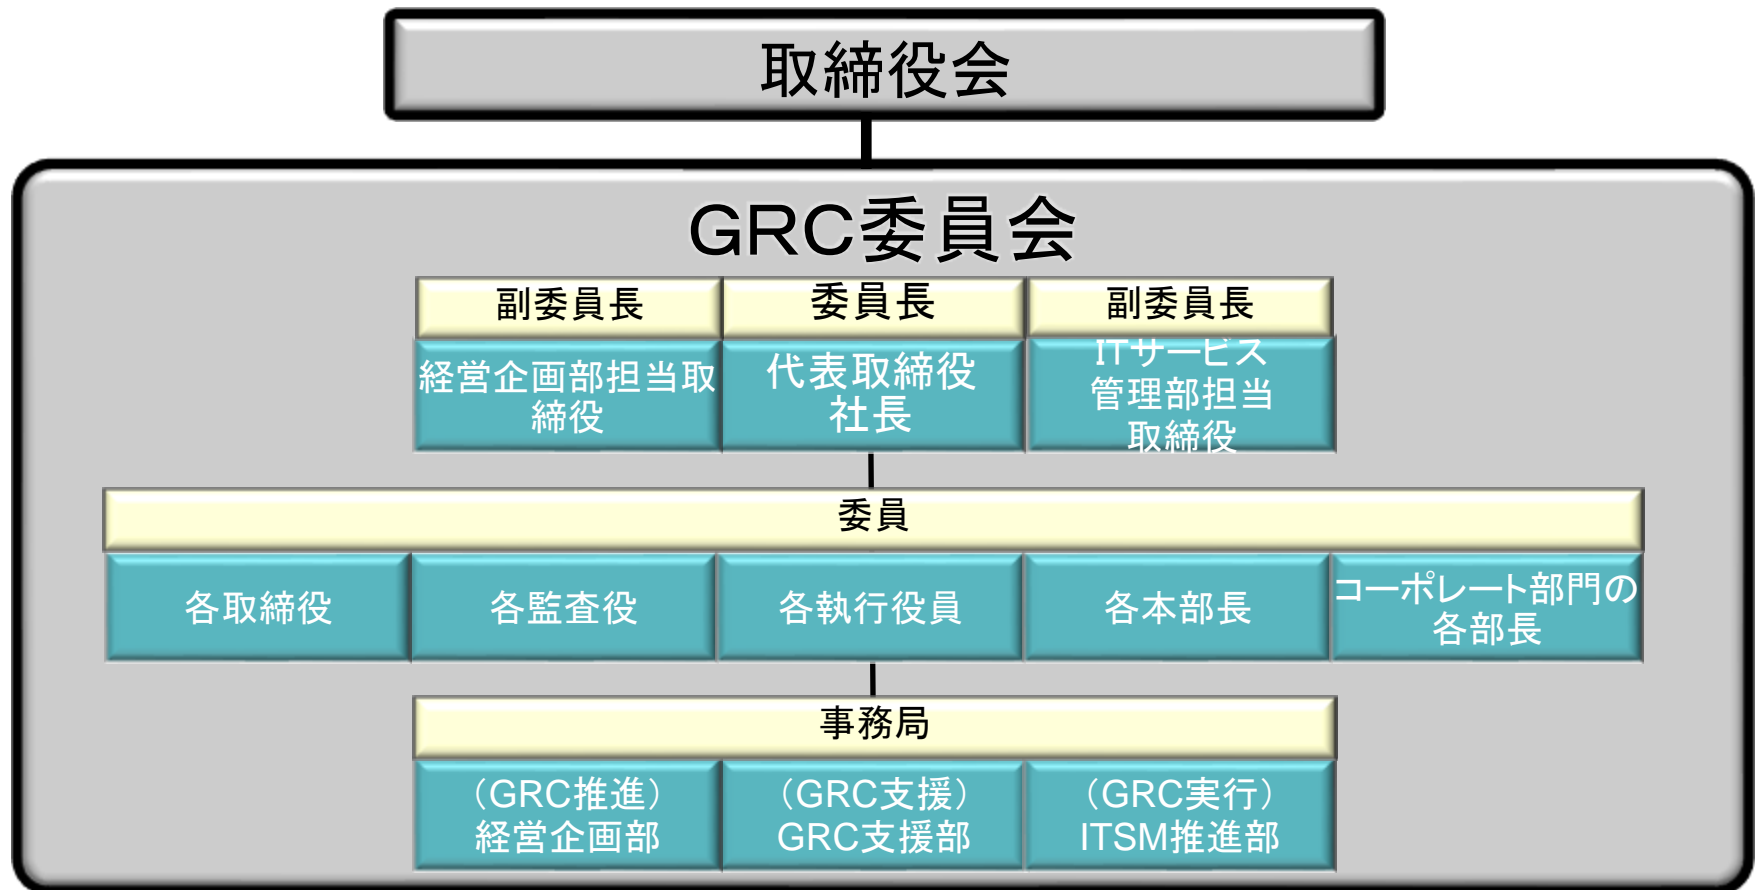 取締役会
GRC委員会
副委員長
委員長
副委員長
経営企画部担当取
締役
代表取締役
社長
ITサービス
管理部担当
取締役
委員
各取締役
各監査役
各執行役員
各本部長
コーポレート部門の
各部長
事務局
（GRC推進）
経営企画部
（GRC支援）
GRC支援部
（GRC実行）
ITSM推進部